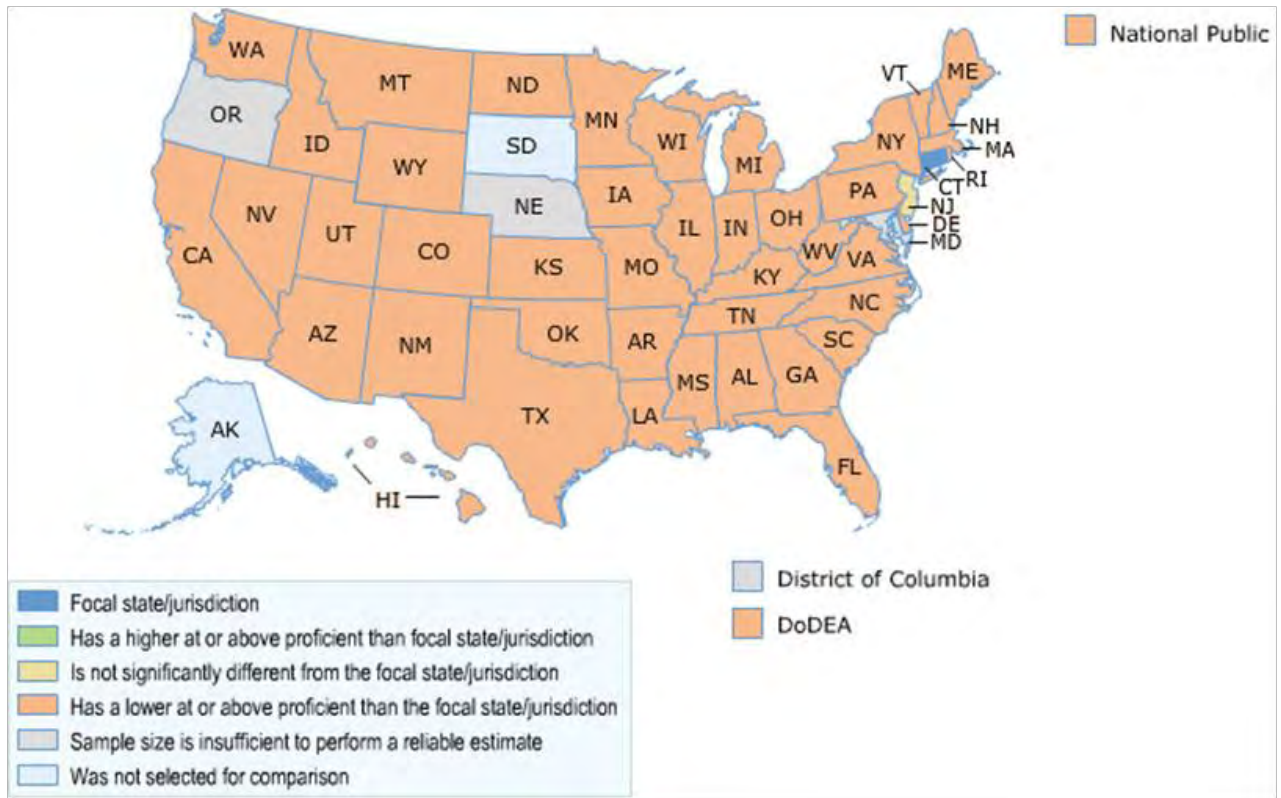 National Public
WA
MT
ND
MN
VT
ME
OR
ID
SD
WI
NY
NH
MA
WY
MI
RI
CT
NE
IA
PA
NJ
NV
UT
CO
IL
IN
OH
DE
MD
CA
KS
MO
WV
VA
KY
AZ
NM
OK
AR
TN
NC
SC
MS
AL
GA
TX
LA
AK
FL
HI
District of Columbia
DoDEA
Focal state/jurisdiction
Has a higher at or above proficient than focal state/jurisdiction
Is not significantly different from the focal state/jurisdiction
Has a lower at or above proficient than the focal state/jurisdiction
Sample size is insufficient to perform a reliable estimate
Was not selected for comparison